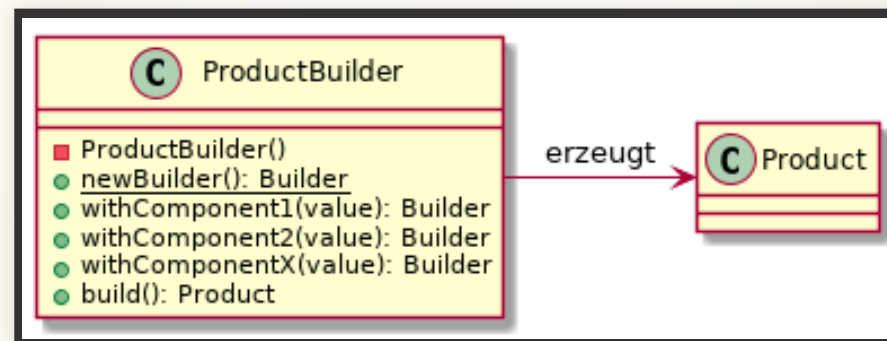 C ProductBuilder
ProductBuilder()
newBuilder(): Builder
withComponent1(value): Builder
withComponent2(value): Builder
withComponentX(value): Builder
build(): Product
erzeugt
C Product